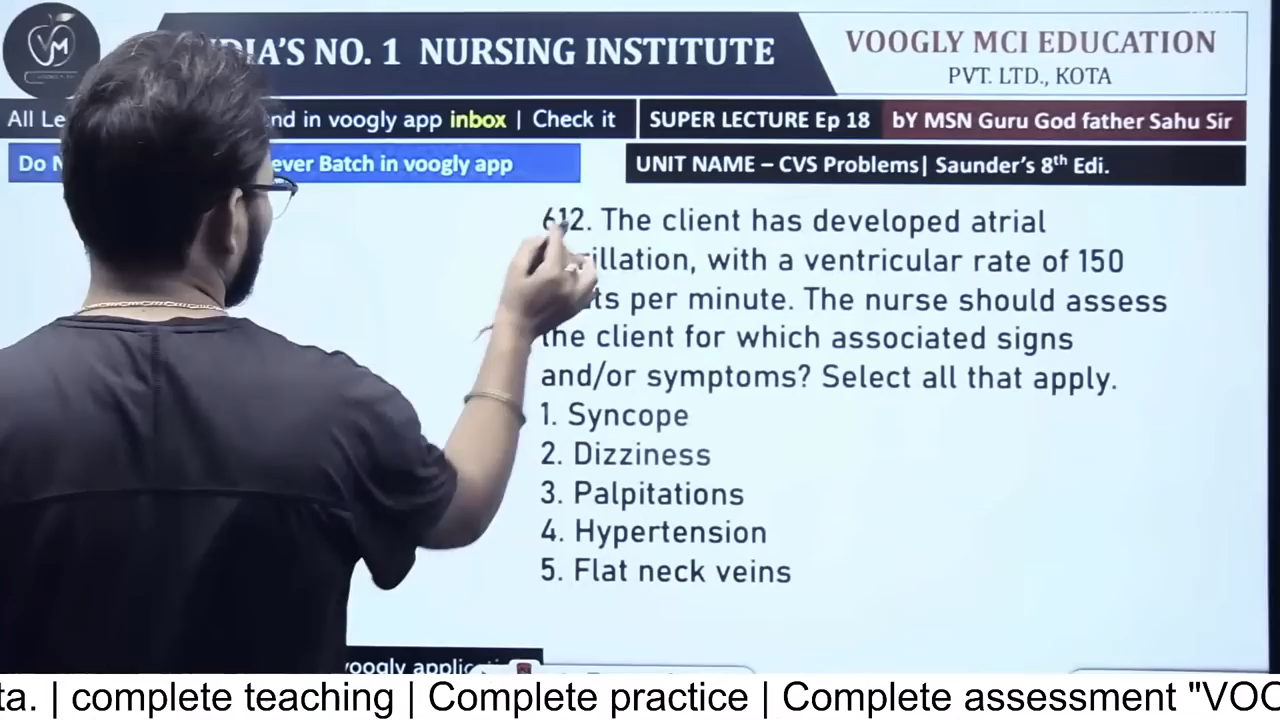 VM
INDIA'S NO. 1 NURSING INSTITUTE
VOOGLY MCI EDUCATION
PVT. LTD., KOTA
All Le nd in voogly app inbox | Check it
SUPER LECTURE Ep 18 bY MSN Guru God father Sahu Sir
Do N ever Batch in voogly app
UNIT NAME – CVS Problems| Saunder's 8th Edi.
612. The client has developed atrial
illation, with a ventricular rate of 150
ts per minute. The nurse should assess
the client for which associated signs
and/or symptoms? Select all that apply.
1. Syncope
2. Dizziness
3. Palpitations
4. Hypertension
5. Flat neck veins
voogly applic
ta. | complete teaching | Complete practice | Complete assessment "VOO